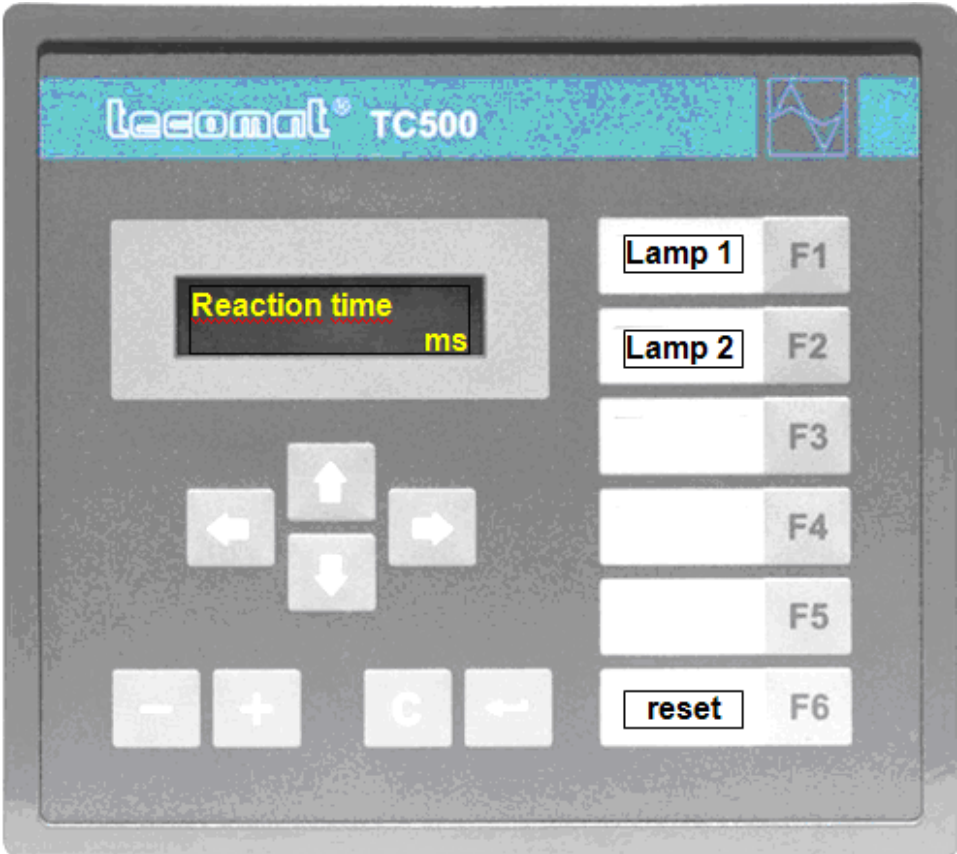 tecomat® TC500
Reaction time
ms
Lamp 1 F1
Lamp 2 F2
F3
F4
F5
reset F6
- + C